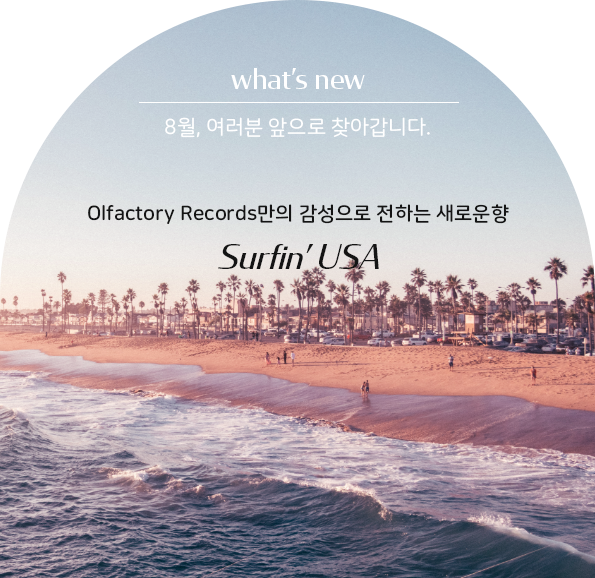 what's new
8월, 여러분 앞으로 찾아갑니다.
Olfactory Records만의 감성으로 전하는 새로운향
Surfin' USA